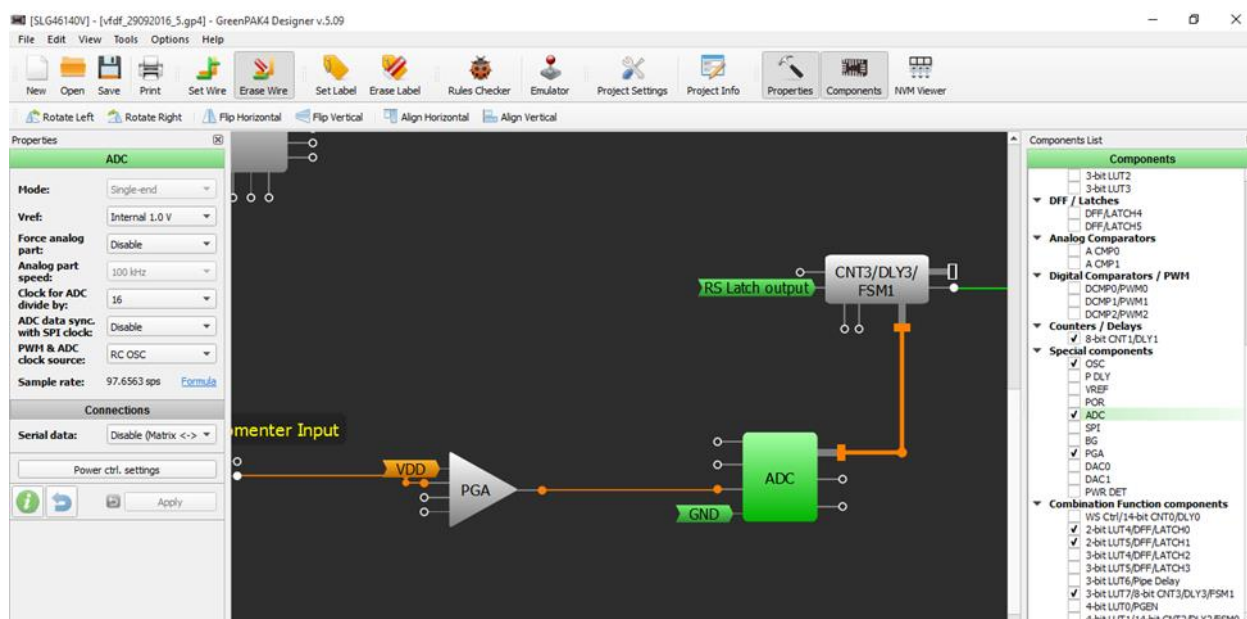 [SLG46140V] - [vfdf_29092016_5.gp4] - GreenPAK4 Designer v.5.09
File Edit View Tools Options Help
New Open Save Print Set Wire Erase Wire Set Label Erase Label Rules Checker Emulator Project Settings Project Info Properties Components NVM Viewer
Rotate Left Rotate Right Flip Horizontal Flip Vertical Align Horizontal Align Vertical
Properties
ADC
Mode: Single-end
Vref: Internal 1.0 V
Force analog
part: Disable
Analog part
speed: 100 kHz
Clock for ADC
divide by: 16
ADC data sync.
with SPI clock: Disable
PWM & ADC
clock source: RC OSC
Sample rate: 97.6563 sps Formula
Connections
Serial data: Disable (Matrix <->
Power ctrl. settings
Apply
menter Input
VDD
PGA
GND
ADC
RS Latch output
CNT3/DLY3/
FSM1
Components List
Components
3-bit LUT2
3-bit LUT3
DFF / Latches
DFF/LATCH4
DFF/LATCH5
Analog Comparators
A CMP0
A CMP1
Digital Comparators / PWM
DCMP0/PWM0
DCMP1/PWM1
DCMP2/PWM2
Counters / Delays
8-bit CNT1/DLY1
Special components
OSC
P DLY
VREF
POR
ADC
SPI
BG
PGA
DAC0
DAC1
PWR DET
Combination Function components
WS Ctrl/14-bit CNT0/DLY0
2-bit LUT4/DFF/LATCH0
2-bit LUT5/DFF/LATCH1
3-bit LUT4/DFF/LATCH2
3-bit LUT5/DFF/LATCH3
3-bit LUT6/Pipe Delay
3-bit LUT7/8-bit CNT3/DLY3/FSM1
4-bit LUT0/PGEN
4-bit LUT1/14-bit CNT2/DLY2/FSM0